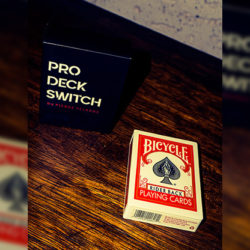 PRO
DECK
SWITCH
BICYCLE
RIDER BACK
PLAYING CARDS